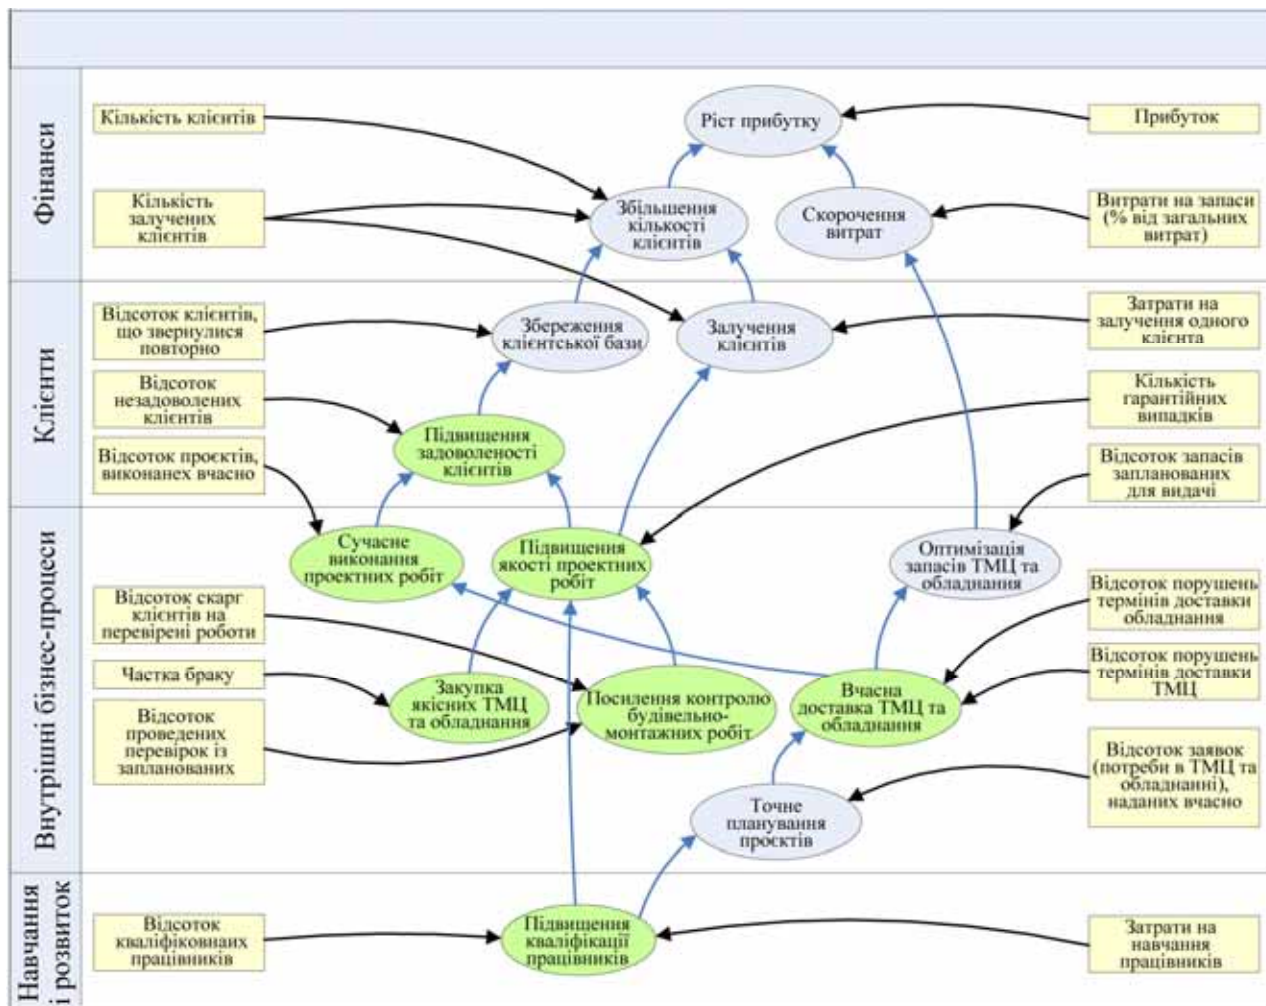 Фінанси
Кількість клієнтів
Ріст прибутку
Прибуток
Кількість
залучених
клієнтів
Збільшення
кількості
клієнтів
Скорочення
витрат
Витрати на запаси
(% від загальних
витрат)
Клієнти
Відсоток клієнтів,
що звернулися
повторно
Збереження
клієнтської бази
Залучення
клієнтів
Затрати на
залучення одного
клієнта
Відсоток
незадоволених
клієнтів
Кількість
гарантійних
випадків
Підвищення
задоволеності
клієнтів
Відсоток проєктів,
виконанех вчасно
Відсоток запасів
запланованих
для видачі
Внутрішні бізнес-процеси
Сучасне
виконання
проектних робіт
Підвищення
якості проектних
робіт
Оптимізація
запасів ТМЦ та
обладнання
Відсоток скарг
клієнтів на
перевірені роботи
Відсоток порушень
термінів доставки
обладнання
Частка браку
Закупка
якісних ТМЦ
та обладнання
Посилення контролю
будівельно-
монтажних робіт
Вчасна
доставка ТМЦ та
обладнання
Відсоток порушень
термінів доставки
ТМЦ
Відсоток
проведених
перевірок із
запланованих
Відсоток заявок
(потреби в ТМЦ та
обладнанні),
наданих вчасно
Точне
планування
проєктів
Навчання
і розвиток
Відсоток
кваліфіковнаих
працівників
Підвищення
кваліфікації
працівників
Затрати на
навчання
працівників